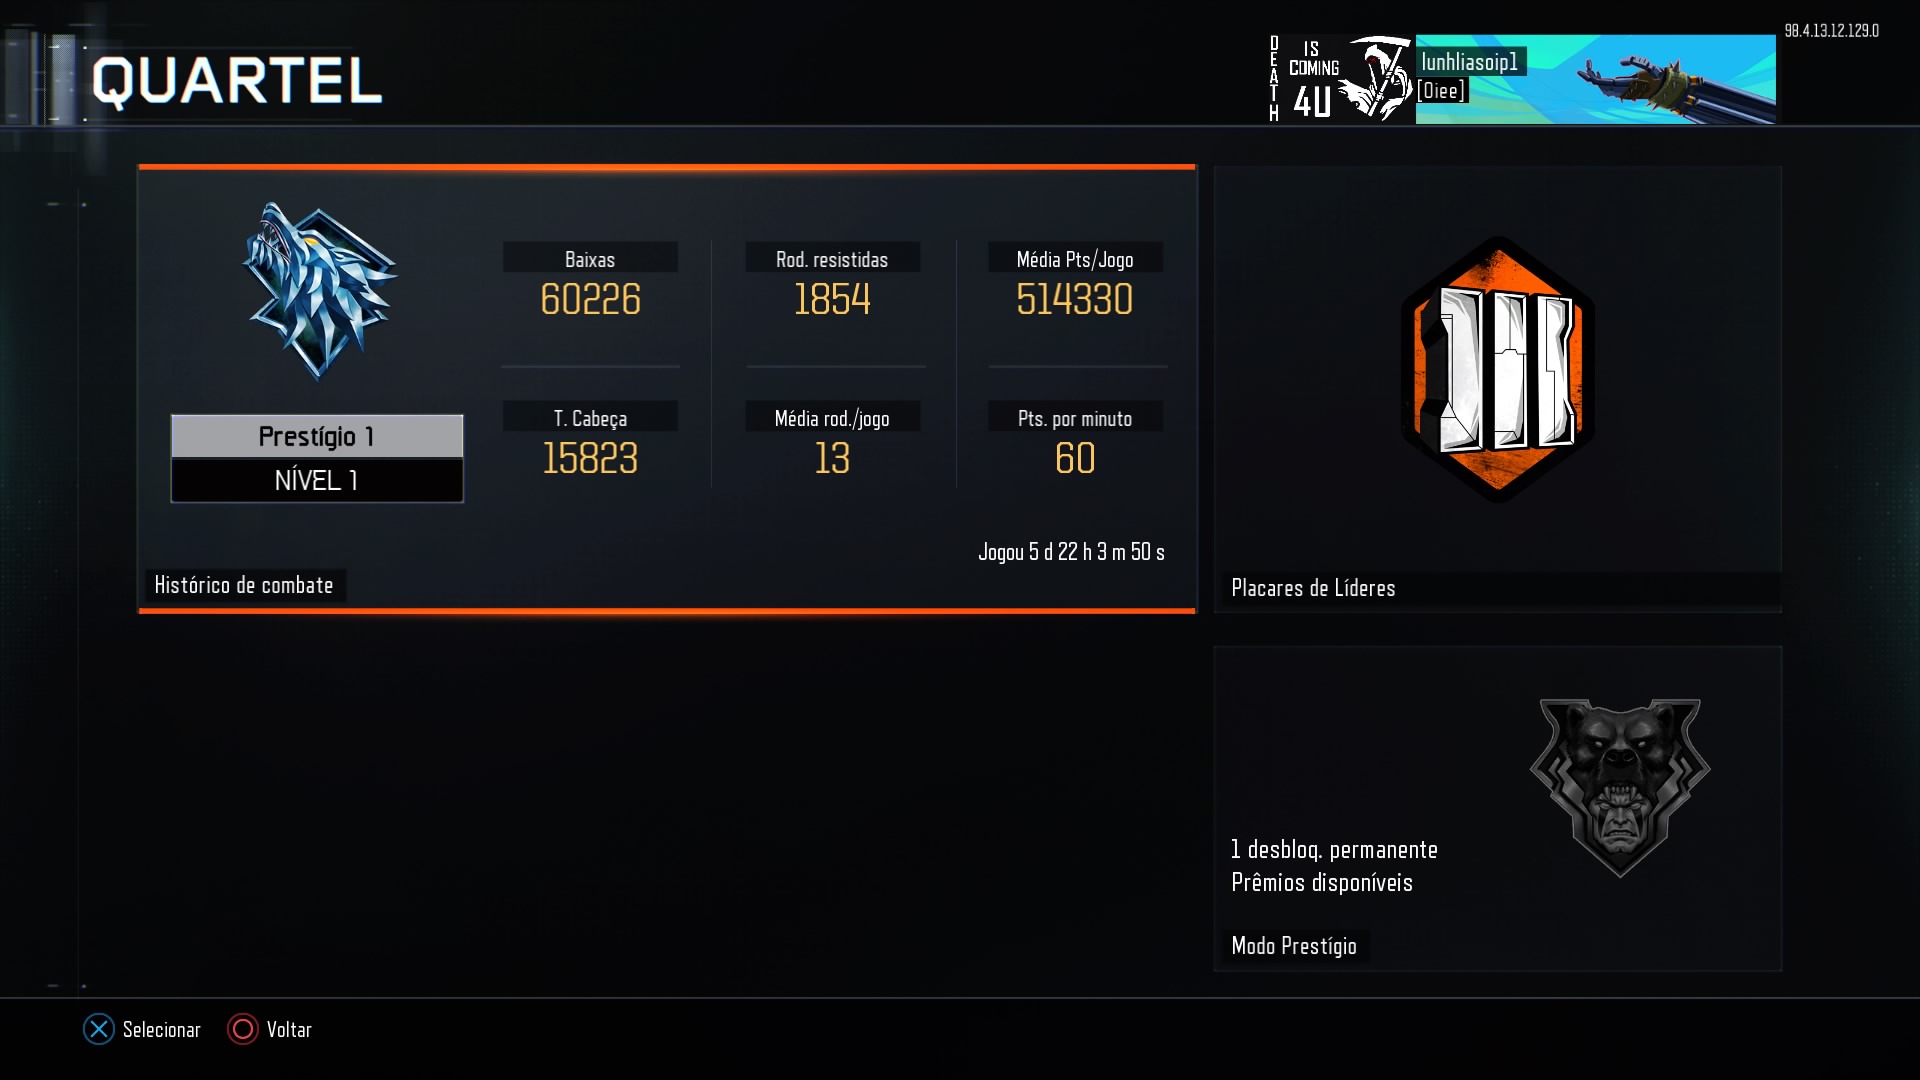 98.4.13.12.129.0
QUARTEL
DEATH
IS
COMING
4U
lunhliasoip1
[Oiee]
Baixas
60226
Rod. resistidas
1854
Média Pts/Jogo
514330
T. Cabeça
15823
Média rod./jogo
13
Pts. por minuto
60
Prestígio 1
NÍVEL 1
Jogou 5 d 22 h 3 m 50 s
Histórico de combate
Placares de Líderes
1 desbloq. permanente
Prêmios disponíveis
Modo Prestígio
Selecionar
Voltar